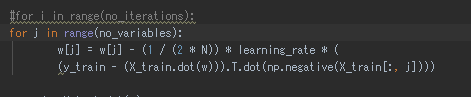 #for i in range(no_iterations):
for j in range(no_variables):
w[j] = w[j] - (1 / (2 * N)) * learning_rate * (
(y_train - (X_train.dot(w))).T.dot(np.negative(X_train[:, j])))